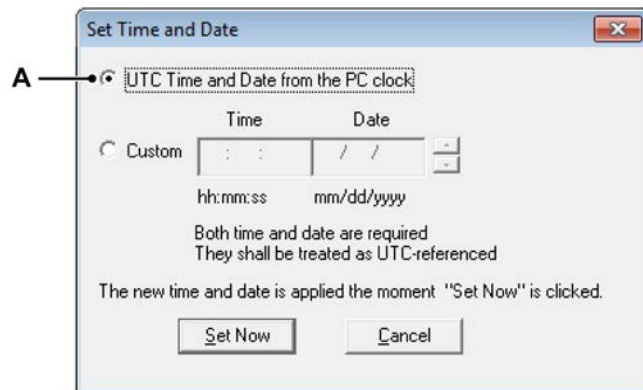 Set Time and Date
A
UTC Time and Date from the PC clock
Time Date
Custom : : / /
hh:mm:ss mm/dd/yyyy
Both time and date are required
They shall be treated as UTC-referenced
The new time and date is applied the moment "Set Now" is clicked.
Set Now Cancel